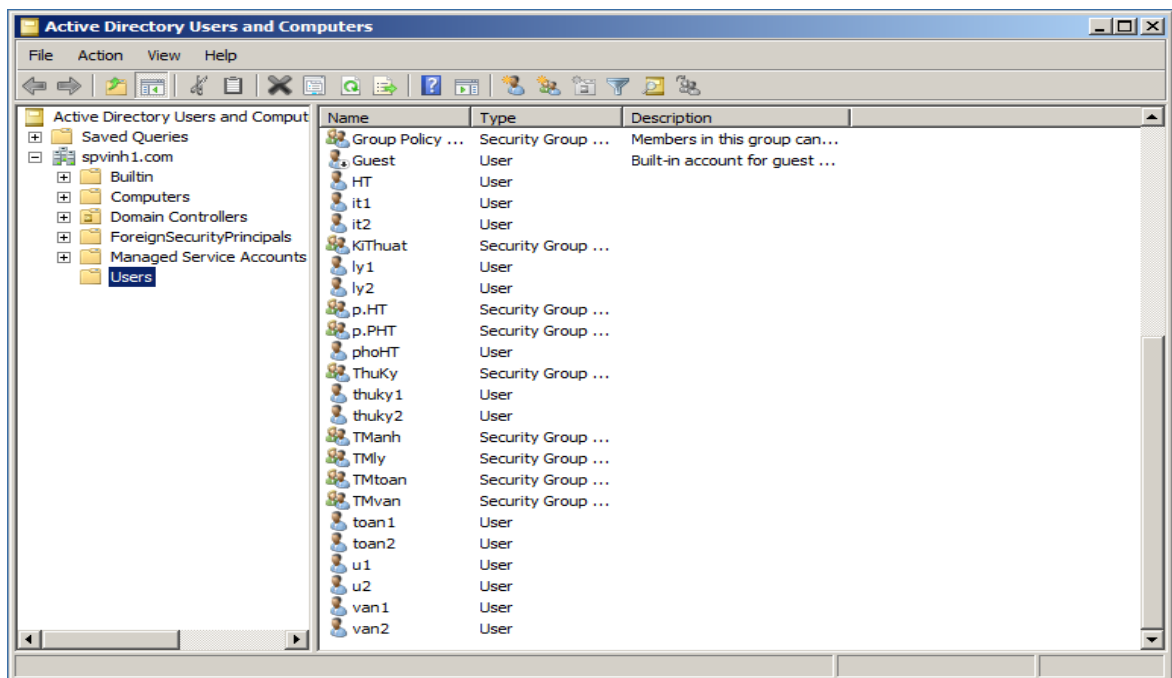 Active Directory Users and Computers
File Action View Help
Active Directory Users and Comput
Saved Queries
spvinh1.com
Builtin
Computers
Domain Controllers
ForeignSecurityPrincipals
Managed Service Accounts
Users
Name Type Description
Group Policy ... Security Group ... Members in this group can...
Guest User Built-in account for guest ...
HT User
it1 User
it2 User
KiThuat Security Group ...
ly1 User
ly2 User
p.HT Security Group ...
p.PHT Security Group ...
phoHT User
ThuKy Security Group ...
thuky1 User
thuky2 User
TManh Security Group ...
TMly Security Group ...
TMtoan Security Group ...
TMvan Security Group ...
toan1 User
toan2 User
u1 User
u2 User
van1 User
van2 User